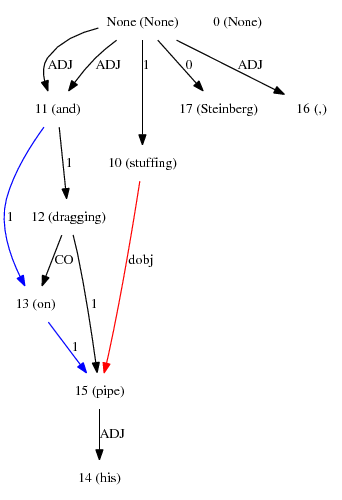 None (None) 0 (None)
ADJ ADJ 1 0 ADJ
11 (and) 17 (Steinberg) 16 (,)
1 10 (stuffing)
1 12 (dragging)
CO dobj
13 (on) 1
1
15 (pipe)
ADJ
14 (his)